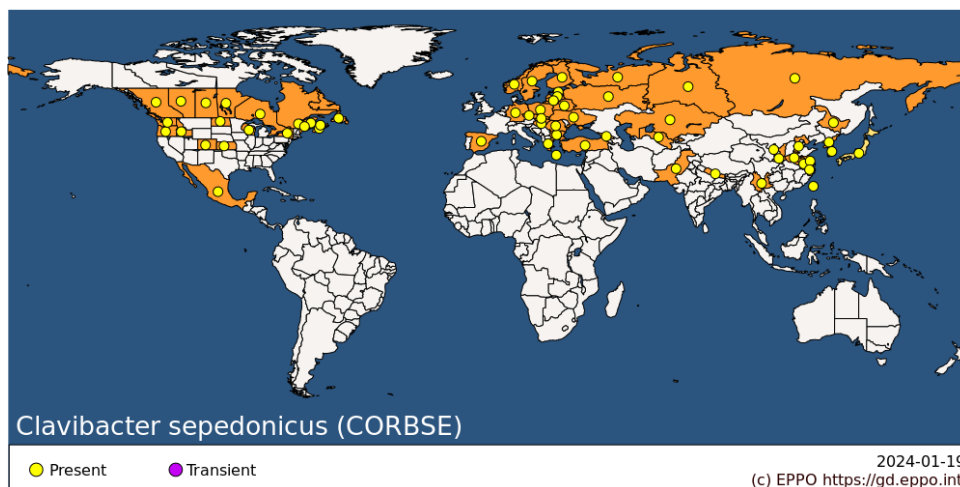 Clavibacter sepedonicus (CORBSE)
Present
Transient
2024-01-19
(c) EPPO https://gd.eppo.int